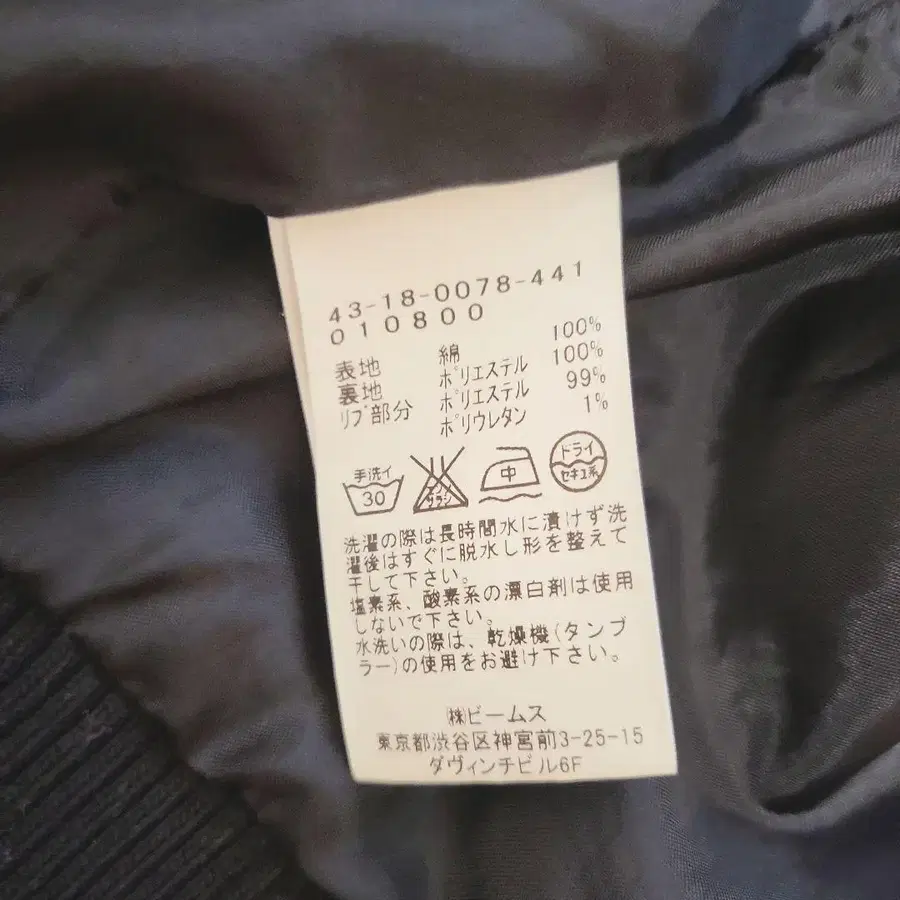 43-18-0078-441
010800
表地 綿 100%
裏地 ポリエステル 100%
リブ部分 ポリエステル 99%
ポリウレタン 1%
手洗イ 30 エンソサラシ 中 ドライ セキユ系
洗濯の際は長時間水に漬けず洗
濯後はすぐに脱水し形を整えて
干して下さい。
塩素系、酸素系の漂白剤は使用
しないで下さい。
水洗いの際は、乾燥機(タンブ
ラー)の使用をお避け下さい。
㈱ビームス
東京都渋谷区神宮前3-25-15
ダヴィンチビル6F